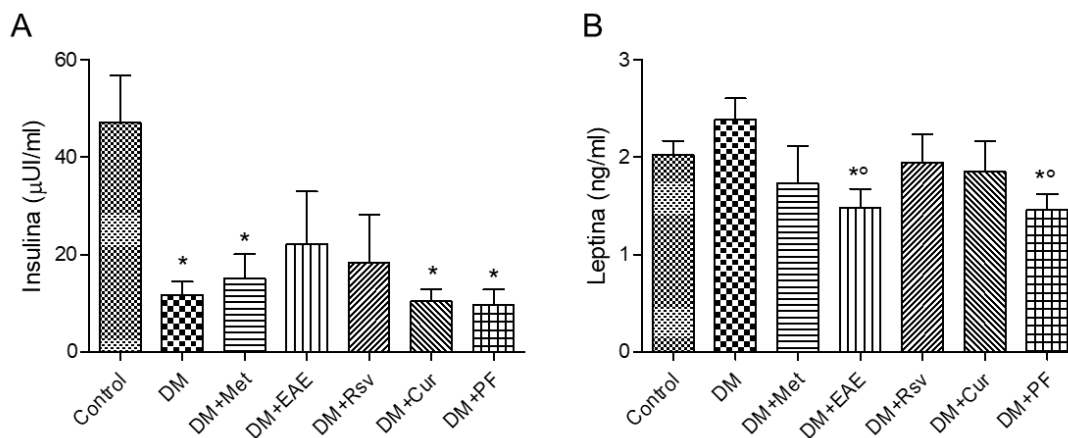 A
Insulina (μUI/ml)
60
40
20
0
*
*
*
*
Control
DM
DM+Met
DM+EAE
DM+Rsv
DM+Cur
DM+PF
B
Leptina (ng/ml)
3
2
1
0
*°
*°
Control
DM
DM+Met
DM+EAE
DM+Rsv
DM+Cur
DM+PF